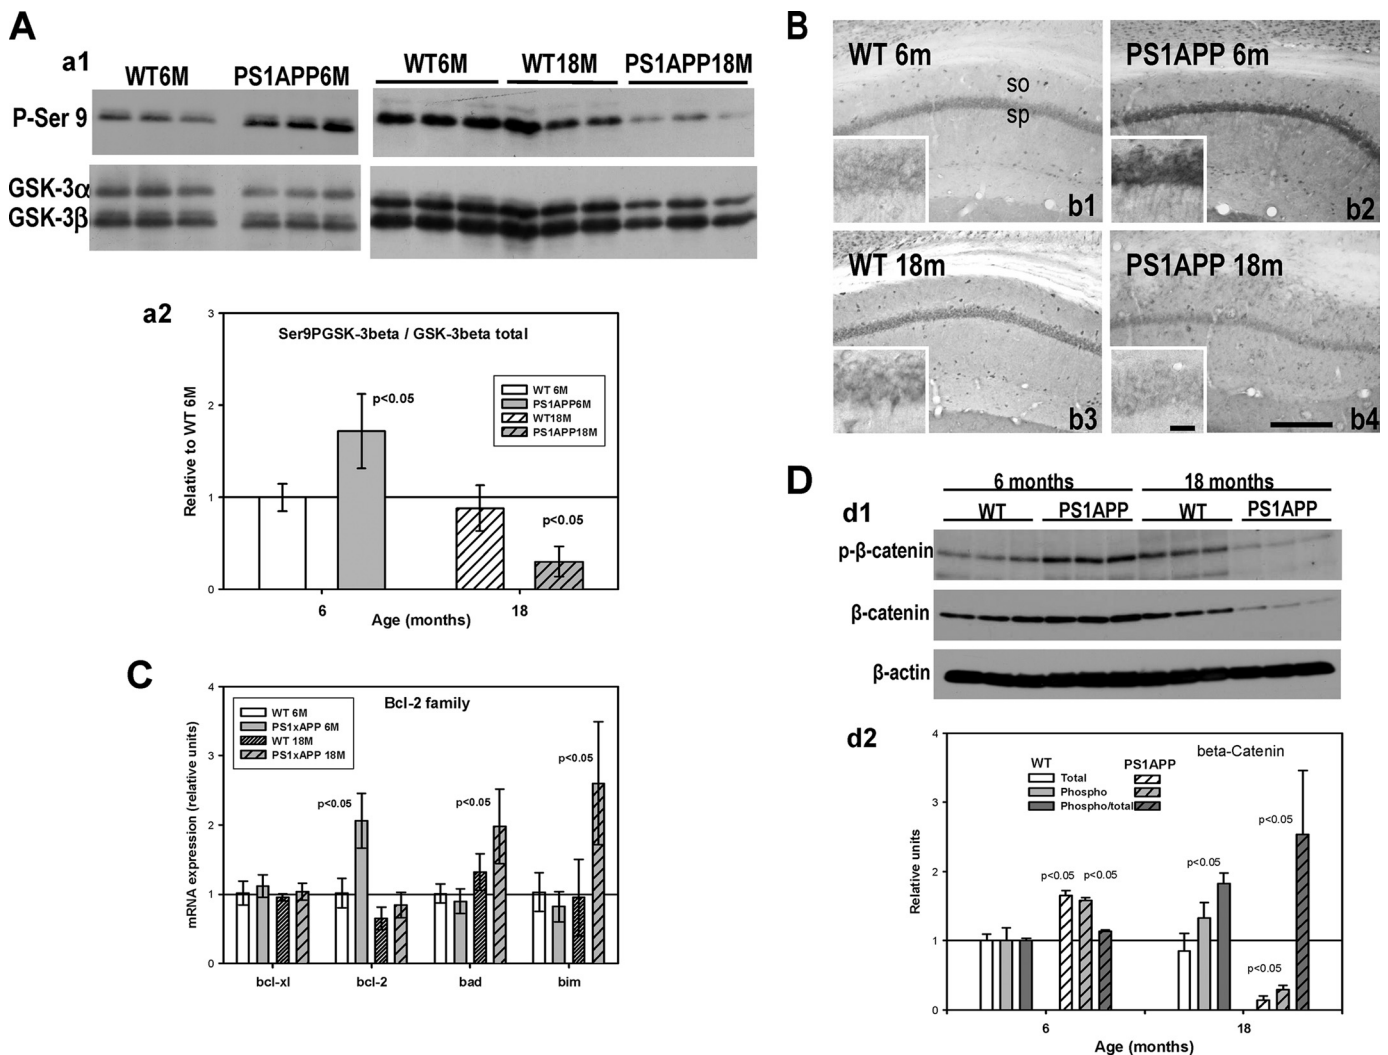 A
a1
WT6M PS1APP6M
WT6M WT18M PS1APP18M
P-Ser 9
GSK-3α
GSK-3β
a2
Ser9PGSK-3beta / GSK-3beta total
WT 6M
PS1APP6M
WT18M
PS1APP18M
p<0.05
p<0.05
Relative to WT 6M
3
2
1
0
6 18
Age (months)
B
WT 6m
so
sp
b1
PS1APP 6m
b2
WT 18m
b3
PS1APP 18m
b4
C
Bcl-2 family
WT 6M
PS1xAPP 6M
WT 18M
PS1xAPP 18M
p<0.05
p<0.05
p<0.05
mRNA expression (relative units)
4
3
2
1
0
bcl-xl bcl-2 bad bim
D
6 months 18 months
d1
WT PS1APP WT PS1APP
p-β-catenin
β-catenin
β-actin
d2
beta-Catenin
WT PS1APP
Total
Phospho
Phospho/total
p<0.05 p<0.05
p<0.05
p<0.05
p<0.05
Relative units
4
3
2
1
0
6 18
Age (months)